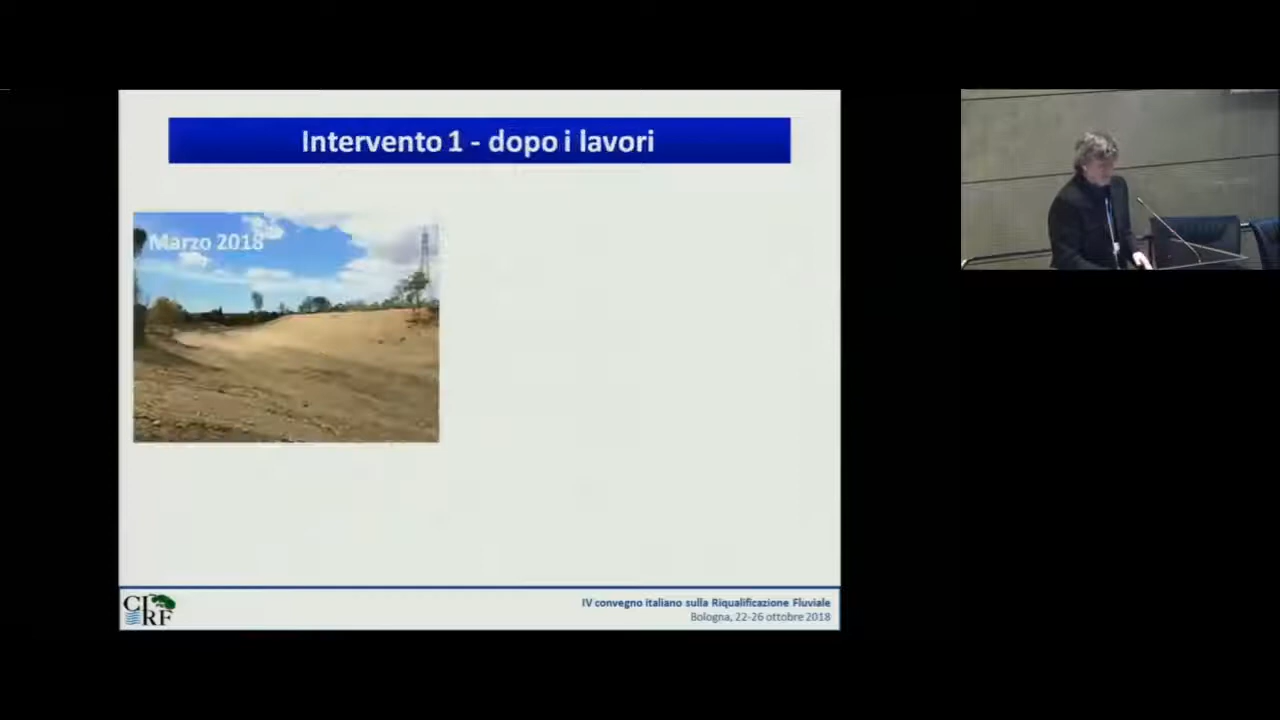 Intervento 1 - dopo i lavori
Marzo 2018
CIRF
IV convegno italiano sulla Riqualificazione Fluviale
Bologna, 22-26 ottobre 2018